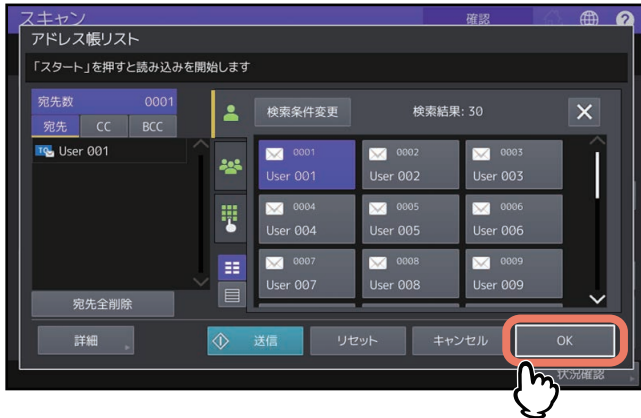 スキャン
確認
アドレス帳リスト
「スタート」を押すと読み込みを開始します
宛先数 0001
宛先 CC BCC
TO User 001
検索条件変更
検索結果: 30
0001
User 001
0002
User 002
0003
User 003
0004
User 004
0005
User 005
0006
User 006
0007
User 007
0008
User 008
0009
User 009
宛先全削除
詳細
送信
リセット
キャンセル
OK
状況確認